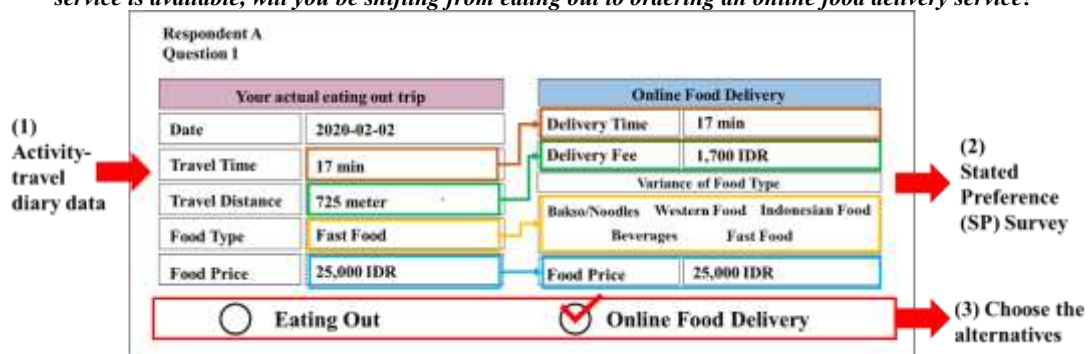 service is available, will you be shifting from eating out to ordering an online food delivery service?
Respondent A
Question 1
Your actual eating out trip
Date 2020-02-02
Travel Time 17 min
Travel Distance 725 meter
Food Type Fast Food
Food Price 25,000 IDR
Online Food Delivery
Delivery Time 17 min
Delivery Fee 1,700 IDR
Variance of Food Type
Bakso/Noodles Western Food Indonesian Food
Beverages Fast Food
Food Price 25,000 IDR
Eating Out Online Food Delivery
(1)
Activity-
travel
diary data
(2)
Stated
Preference
(SP) Survey
(3) Choose the
alternatives